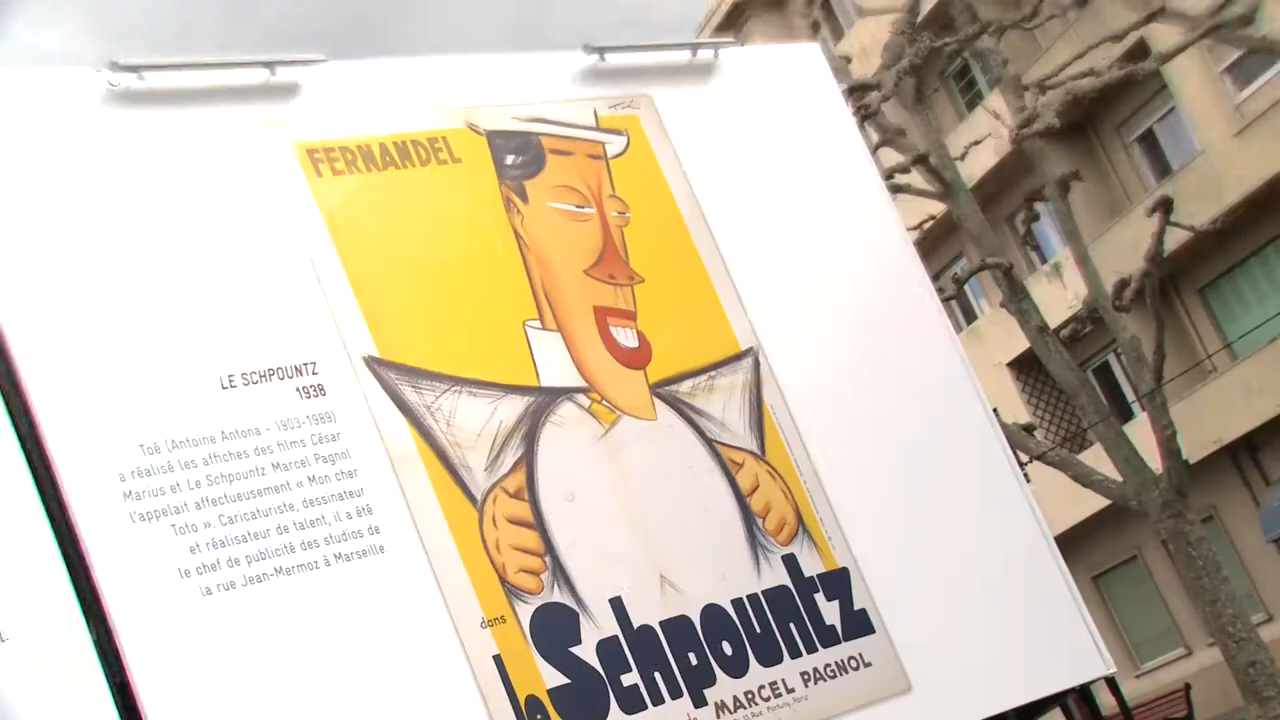 LE SCHPOUNTZ
1938
Toé (Antoine Antona - 1903-1989)
a réalisé les affiches des films César,
Marius et Le Schpountz. Marcel Pagnol
l'appelait affectueusement « Mon cher
Toto ». Caricaturiste, dessinateur
et réalisateur de talent, il a été
le chef de publicité des studios de
la rue Jean-Mermoz à Marseille
FERNANDEL
dans
le Schpountz
de MARCEL PAGNOL